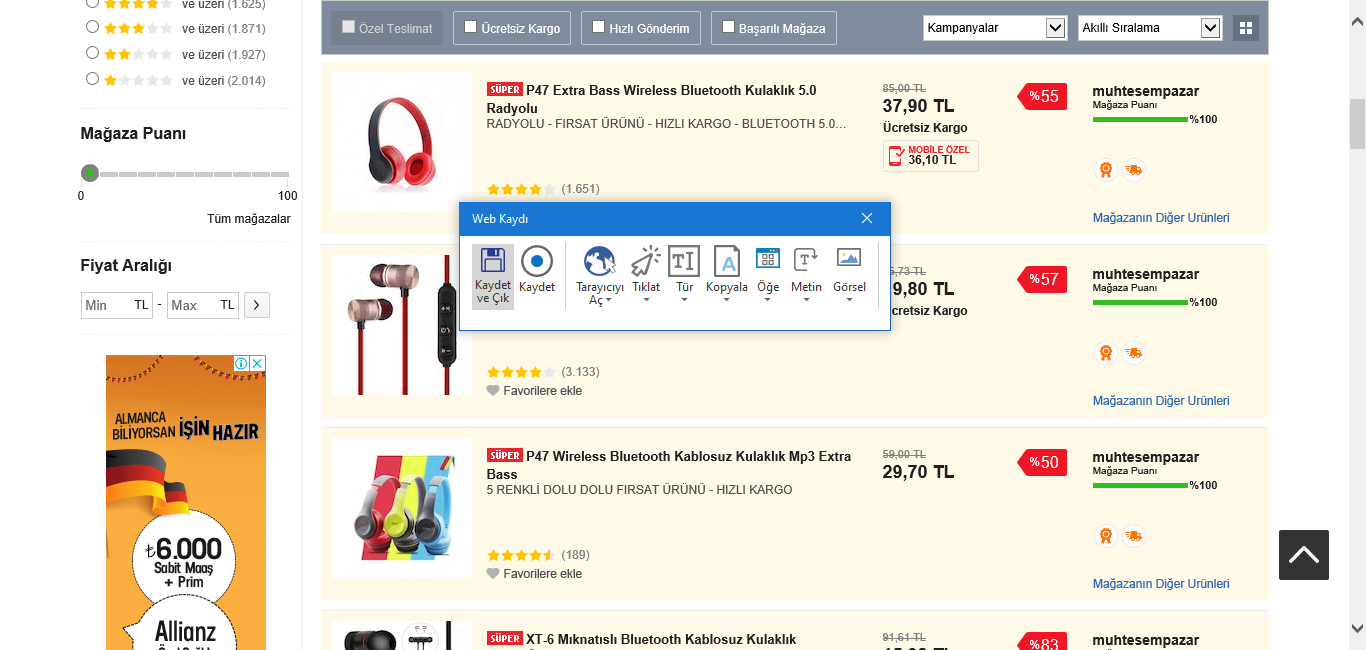 ve üzeri (1.625)
ve üzeri (1.871)
ve üzeri (1.927)
ve üzeri (2.014)
Mağaza Puanı
0
100
Tüm mağazalar
Fiyat Aralığı
Min TL - Max TL >
ALMANCA
BİLİYORSAN İŞİN HAZIR
₺6.000
Sabit Maaş
+ Prim
Allianz
Özel Teslimat
Ücretsiz Kargo
Hızlı Gönderim
Başarılı Mağaza
Kampanyalar
Akıllı Sıralama
SÜPER P47 Extra Bass Wireless Bluetooth Kulaklık 5.0
Radyolu
RADYOLU - FIRSAT ÜRÜNÜ - HIZLI KARGO - BLUETOOTH 5.0...
(1.651)
85,00 TL
37,90 TL
Ücretsiz Kargo
MOBİLE ÖZEL
36,10 TL
%55
muhtesempazar
Mağaza Puanı
%100
Mağazanın Diğer Ürünleri
Web Kaydı
Kaydet
ve Çık
Kaydet
Tarayıcıyı
Aç
Tıklat
Tür
Kopyala
Öğe
Metin
Görsel
(3.133)
Favorilere ekle
5,73 TL
9,80 TL
cretsiz Kargo
%57
muhtesempazar
Mağaza Puanı
%100
Mağazanın Diğer Ürünleri
SÜPER P47 Wireless Bluetooth Kablosuz Kulaklık Mp3 Extra
Bass
5 RENKLİ DOLU DOLU FIRSAT ÜRÜNÜ - HIZLI KARGO
(189)
Favorilere ekle
59,00 TL
29,70 TL
%50
muhtesempazar
Mağaza Puanı
%100
Mağazanın Diğer Ürünleri
SÜPER XT-6 Mıknatıslı Bluetooth Kablosuz Kulaklık
91,61 TL
%83
muhtesempazar